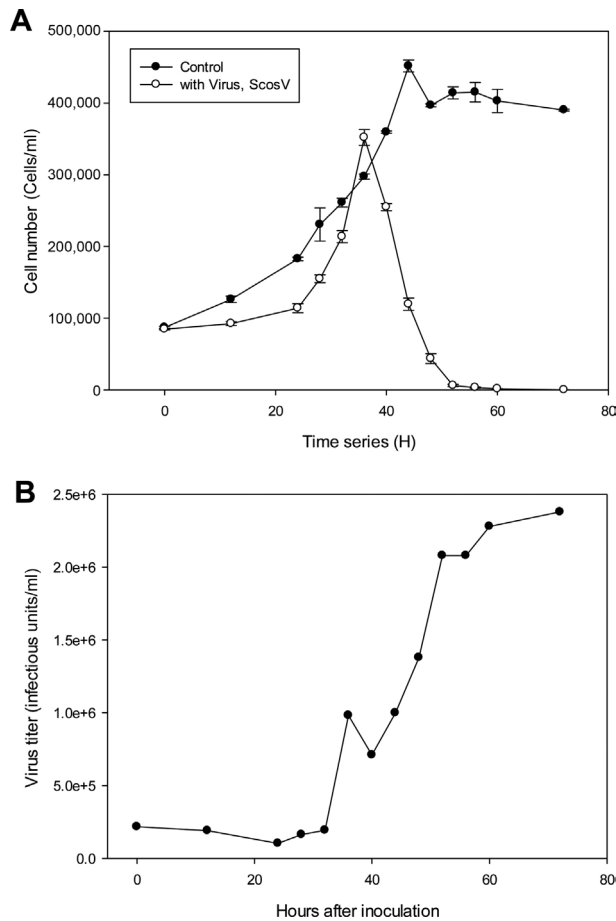 A
500,000
400,000
300,000
200,000
100,000
0
Cell number (Cells/ml)
Control
with Virus, ScosV
0 20 40 60 80
Time series (H)
B
2.5e+6
2.0e+6
1.5e+6
1.0e+6
5.0e+5
0.0
Virus titer (infectious units/ml)
0 20 40 60 80
Hours after inoculation